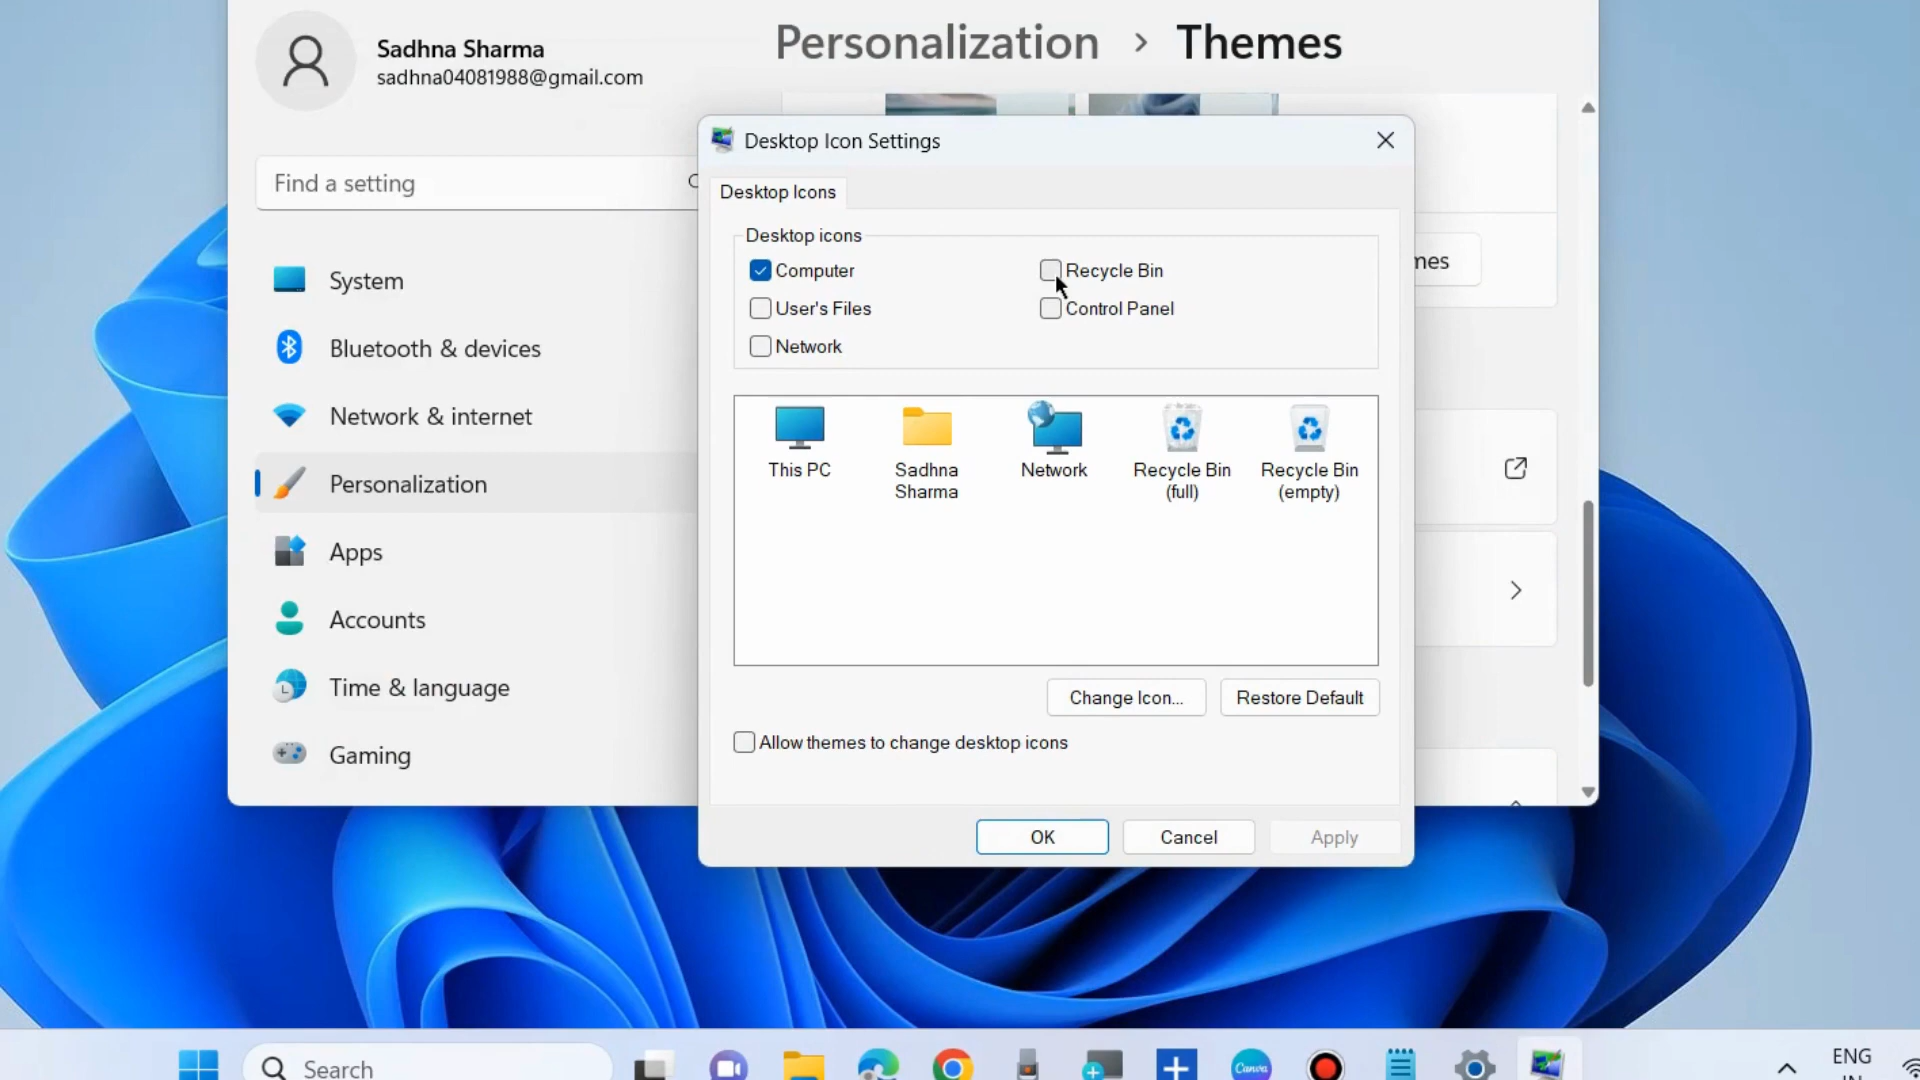 Sadhna Sharma
sadhna04081988@gmail.com
Personalization > Themes
Find a setting
System
Bluetooth & devices
Network & internet
Personalization
Apps
Accounts
Time & language
Gaming
Desktop Icon Settings
Desktop Icons
Desktop icons
Computer
Recycle Bin
User's Files
Control Panel
Network
This PC
Sadhna
Sharma
Network
Recycle Bin
(full)
Recycle Bin
(empty)
Change Icon...
Restore Default
Allow themes to change desktop icons
OK
Cancel
Apply
Search
Canva
ENG